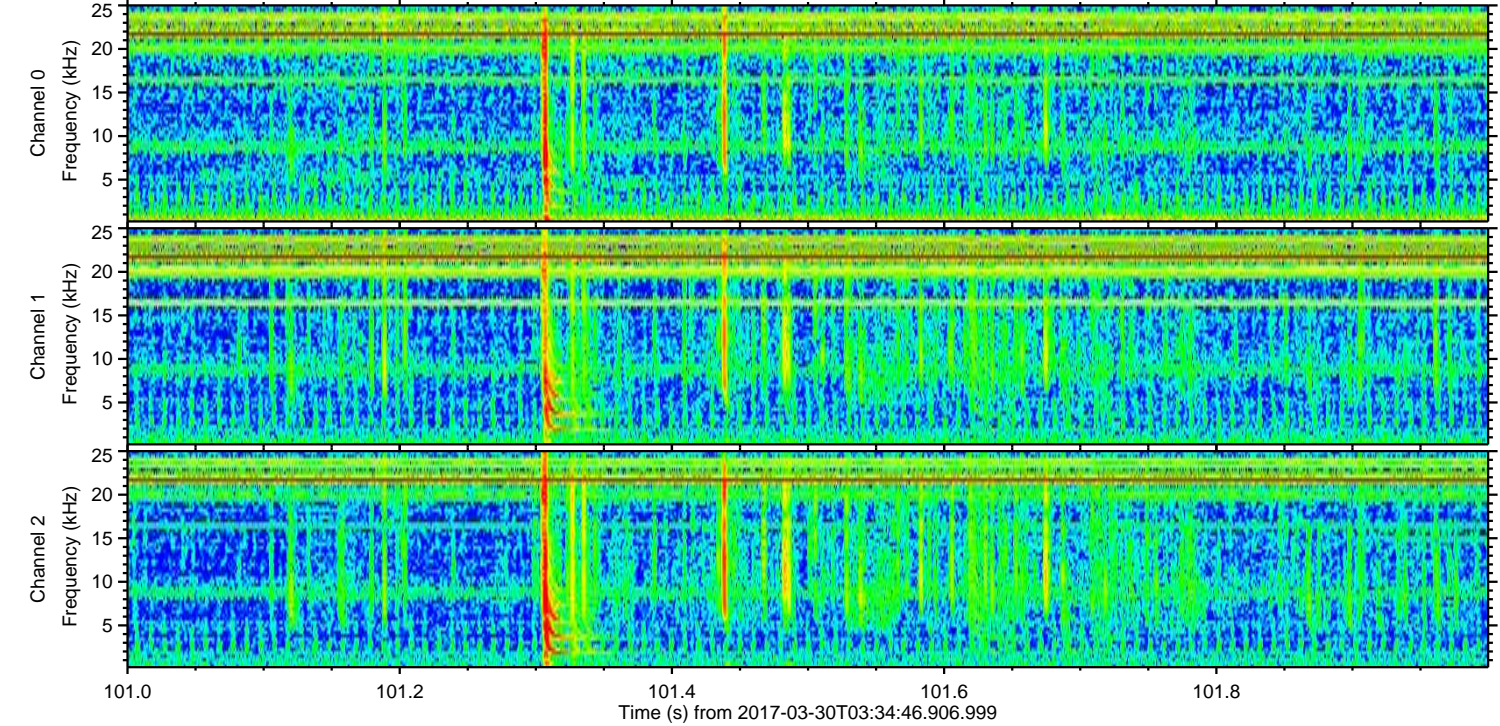 25
20
15
10
5
Channel 0
Frequency (kHz)
25
20
15
10
5
Channel 1
Frequency (kHz)
25
20
15
10
5
Channel 2
Frequency (kHz)
101.0 101.2 101.4 101.6 101.8
Time (s) from 2017-03-30T03:34:46.906.999